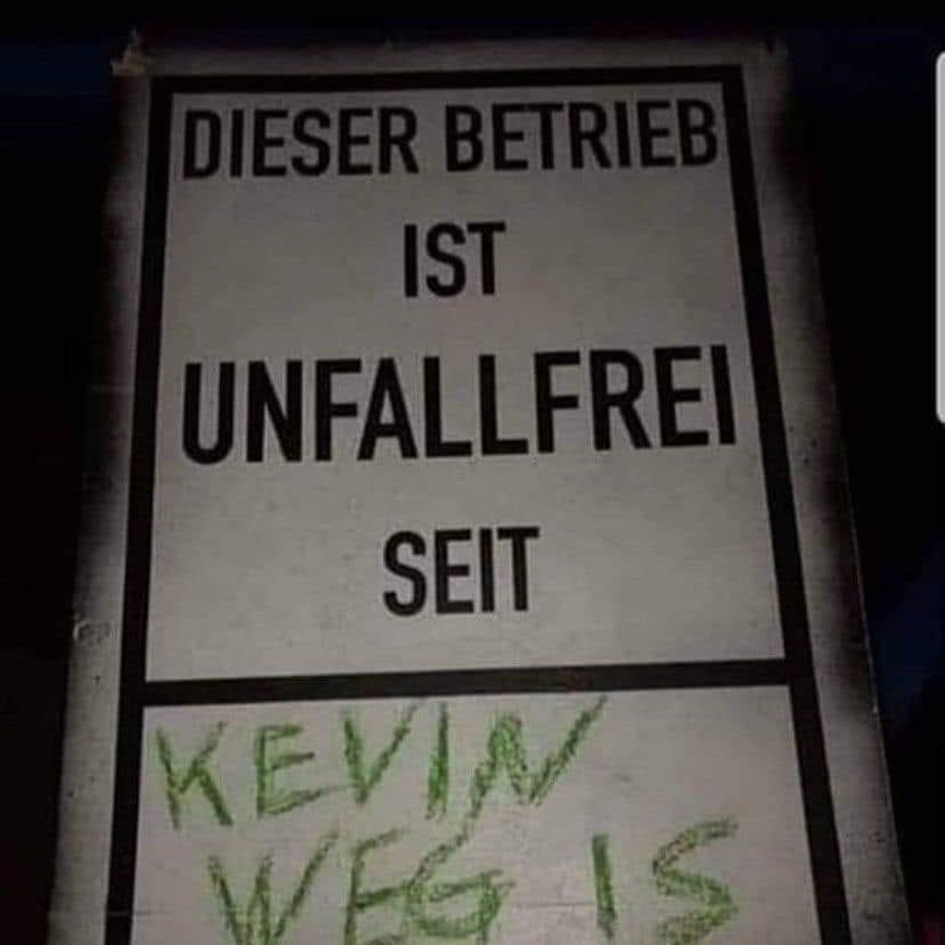 DIESER BETRIEB
IST
UNFALLFREI
SEIT
KEVIN
WEG IS